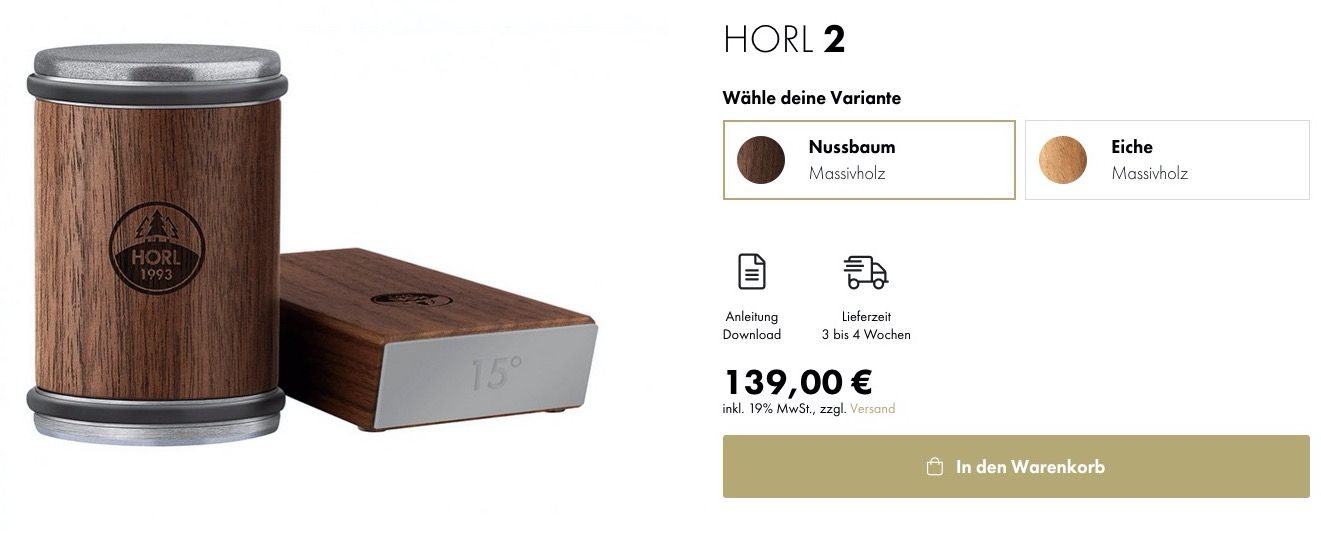 HORL 2
Wähle deine Variante
Nussbaum
Massivholz
Eiche
Massivholz
HORL
1993
15°
Anleitung
Download
Lieferzeit
3 bis 4 Wochen
139,00 €
inkl. 19% MwSt., zzgl. Versand
In den Warenkorb